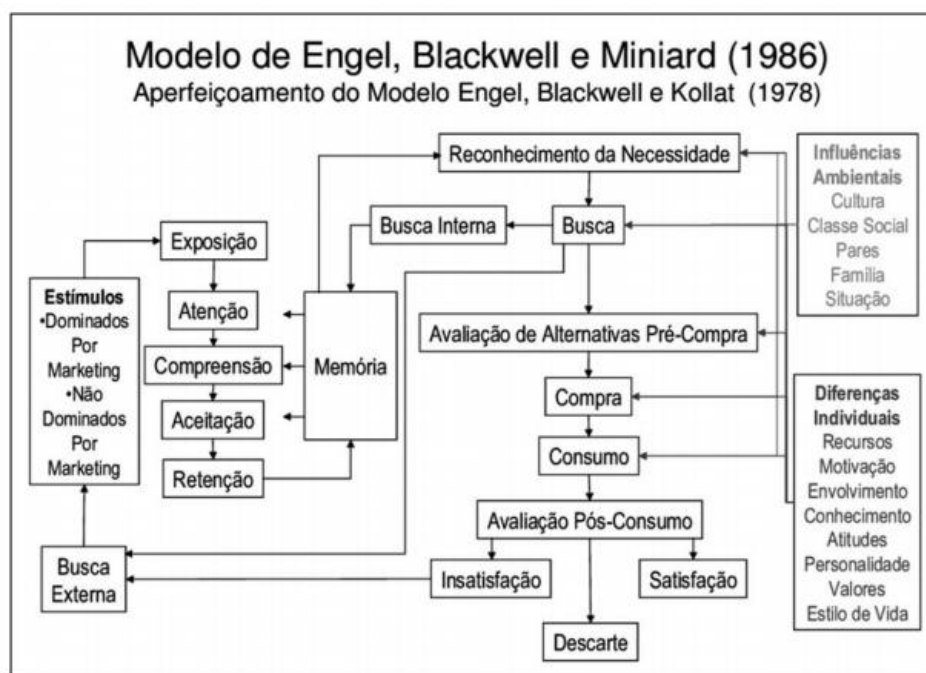 Modelo de Engel, Blackwell e Miniard (1986)
Aperfeiçoamento do Modelo Engel, Blackwell e Kollat (1978)
Reconhecimento da Necessidade
Busca Interna
Busca
Exposição
Estímulos
•Dominados
Por
Marketing
•Não
Dominados
Por
Marketing
Atenção
Compreensão
Aceitação
Retenção
Memória
Avaliação de Alternativas Pré-Compra
Compra
Consumo
Avaliação Pós-Consumo
Busca
Externa
Insatisfação
Satisfação
Descarte
Influências
Ambientais
Cultura
Classe Social
Pares
Família
Situação
Diferenças
Individuais
Recursos
Motivação
Envolvimento
Conhecimento
Atitudes
Personalidade
Valores
Estilo de Vida